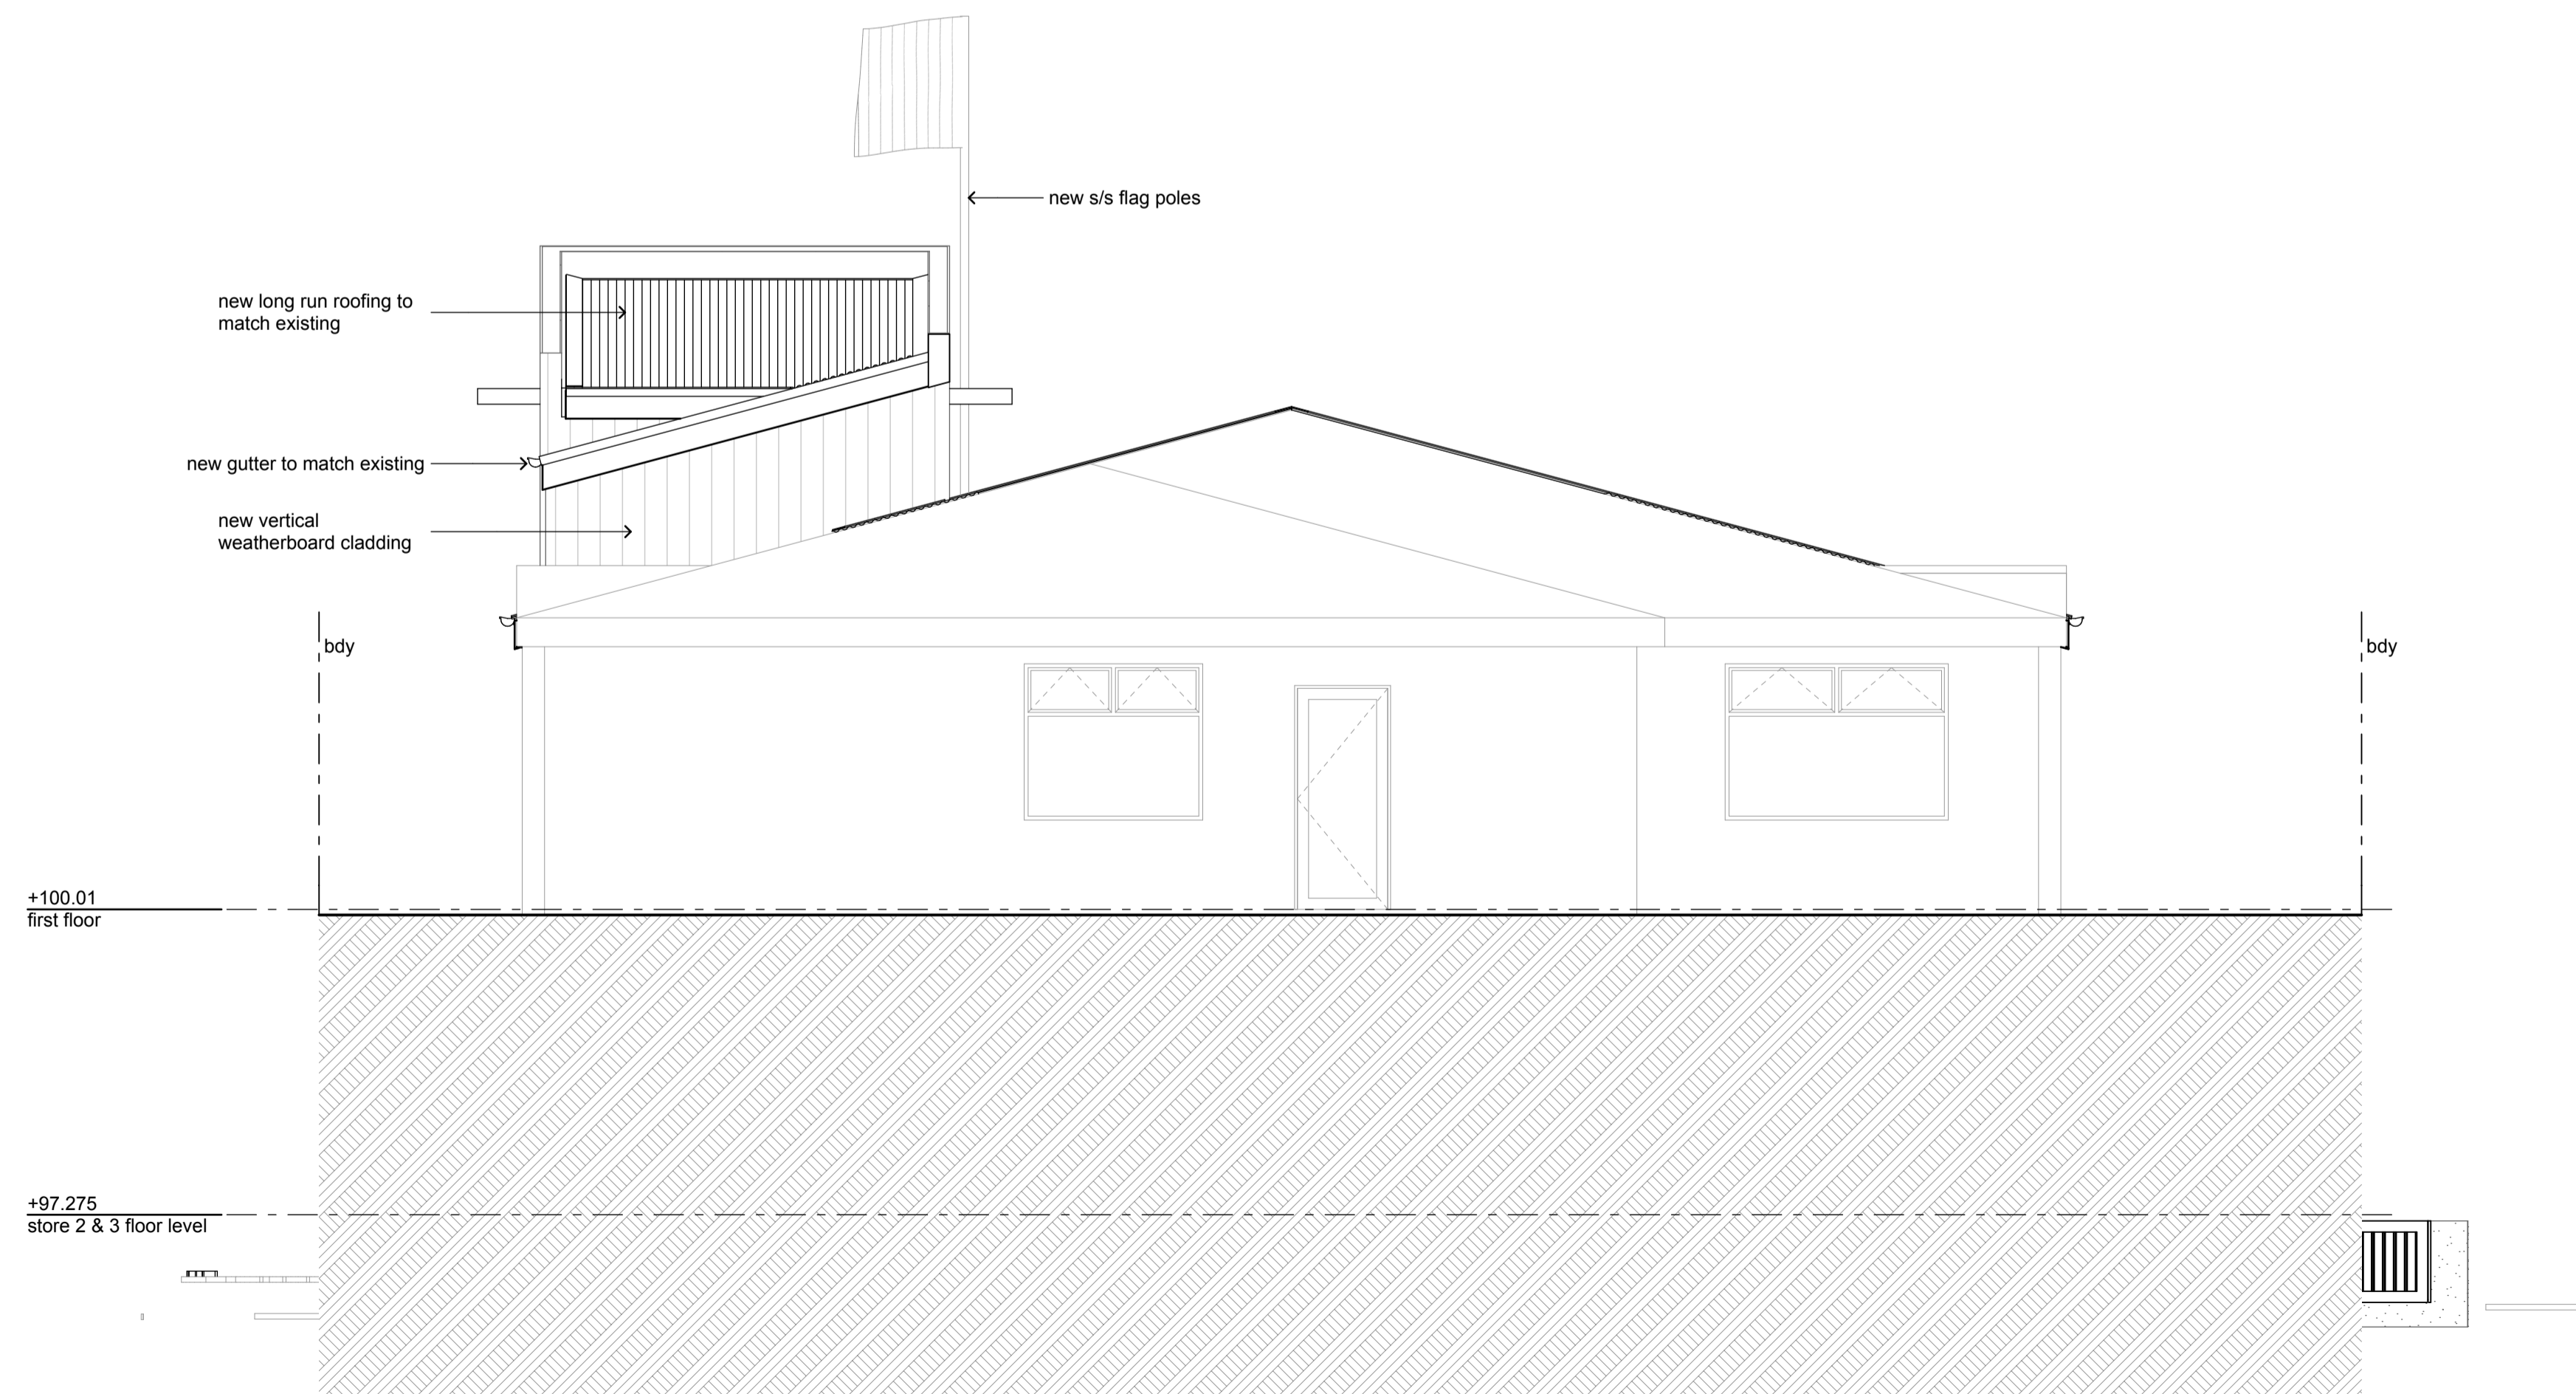 new s/s flag poles
new long run roofing to
match existing
new gutter to match existing
new vertical
weatherboard cladding
bdy
bdy
+100.01
first floor
+97.275
store 2 & 3 floor level